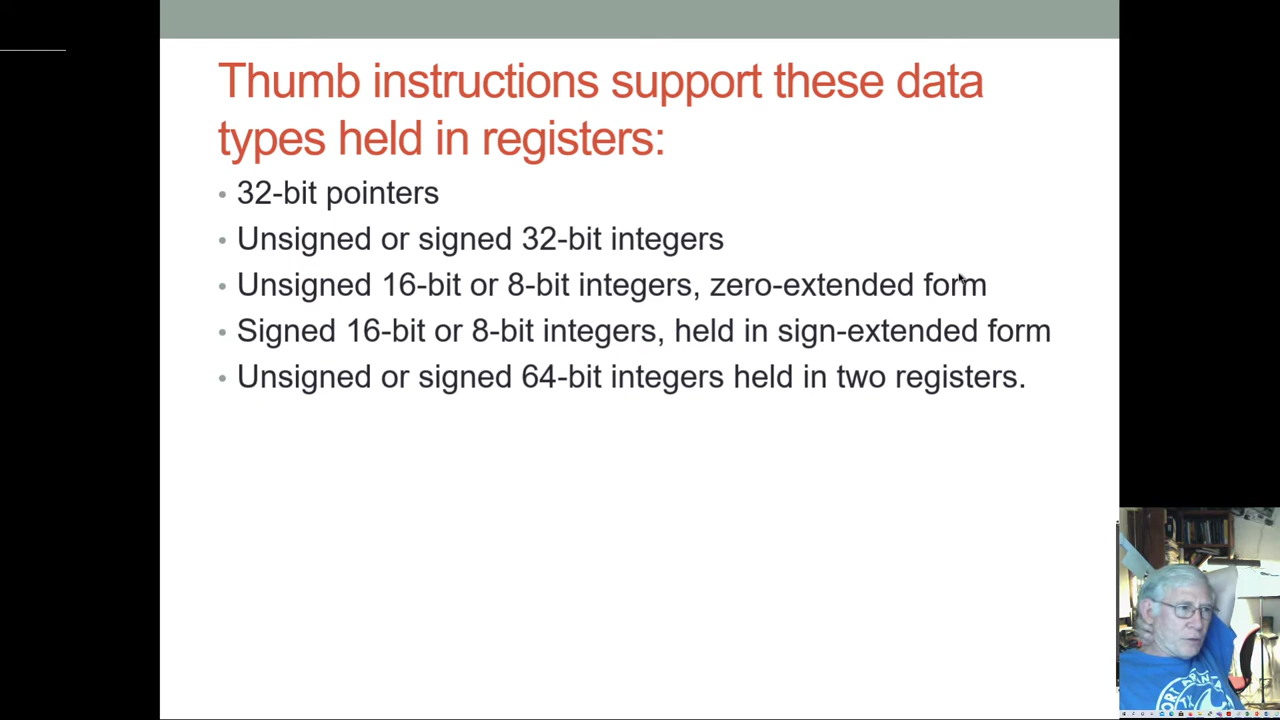 Thumb instructions support these data
types held in registers:
• 32-bit pointers
• Unsigned or signed 32-bit integers
• Unsigned 16-bit or 8-bit integers, zero-extended form
• Signed 16-bit or 8-bit integers, held in sign-extended form
• Unsigned or signed 64-bit integers held in two registers.